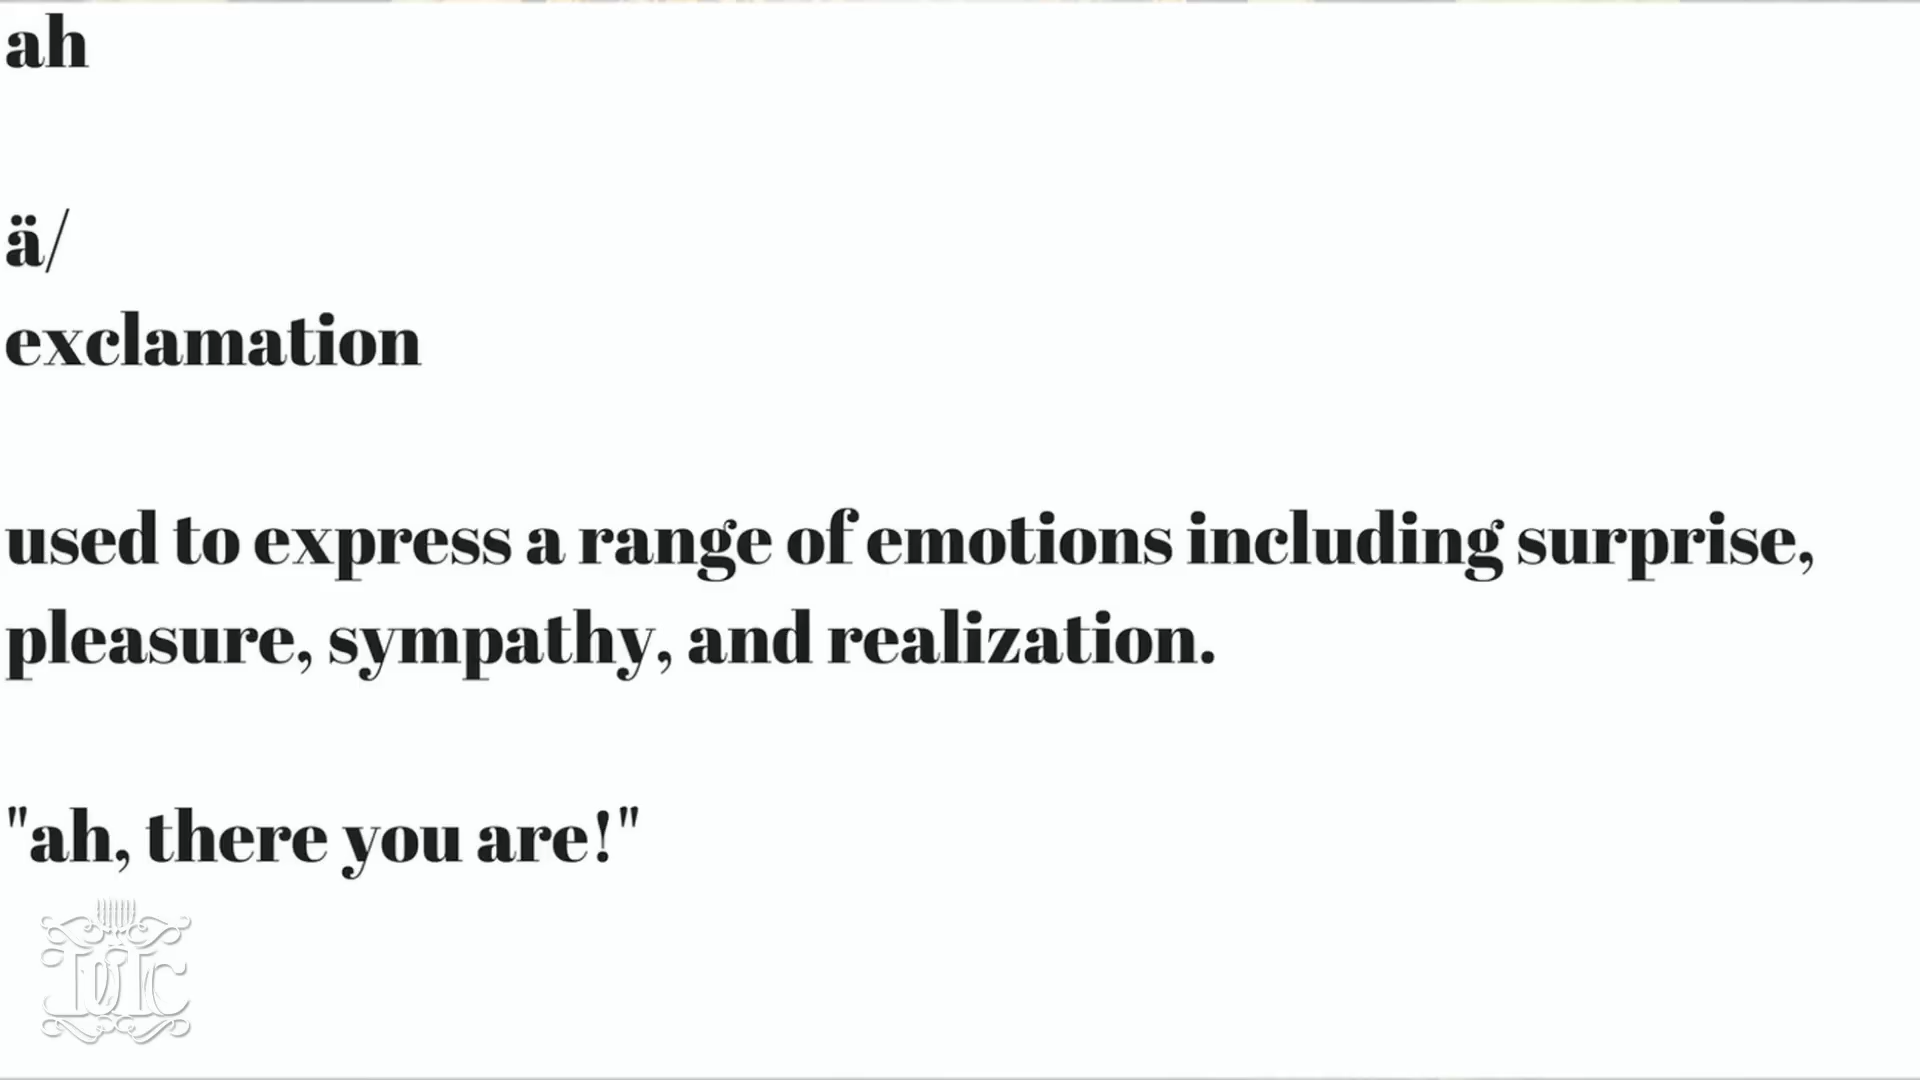 ah
ä/
exclamation
used to express a range of emotions including surprise,
pleasure, sympathy, and realization.
"ah, there you are!"